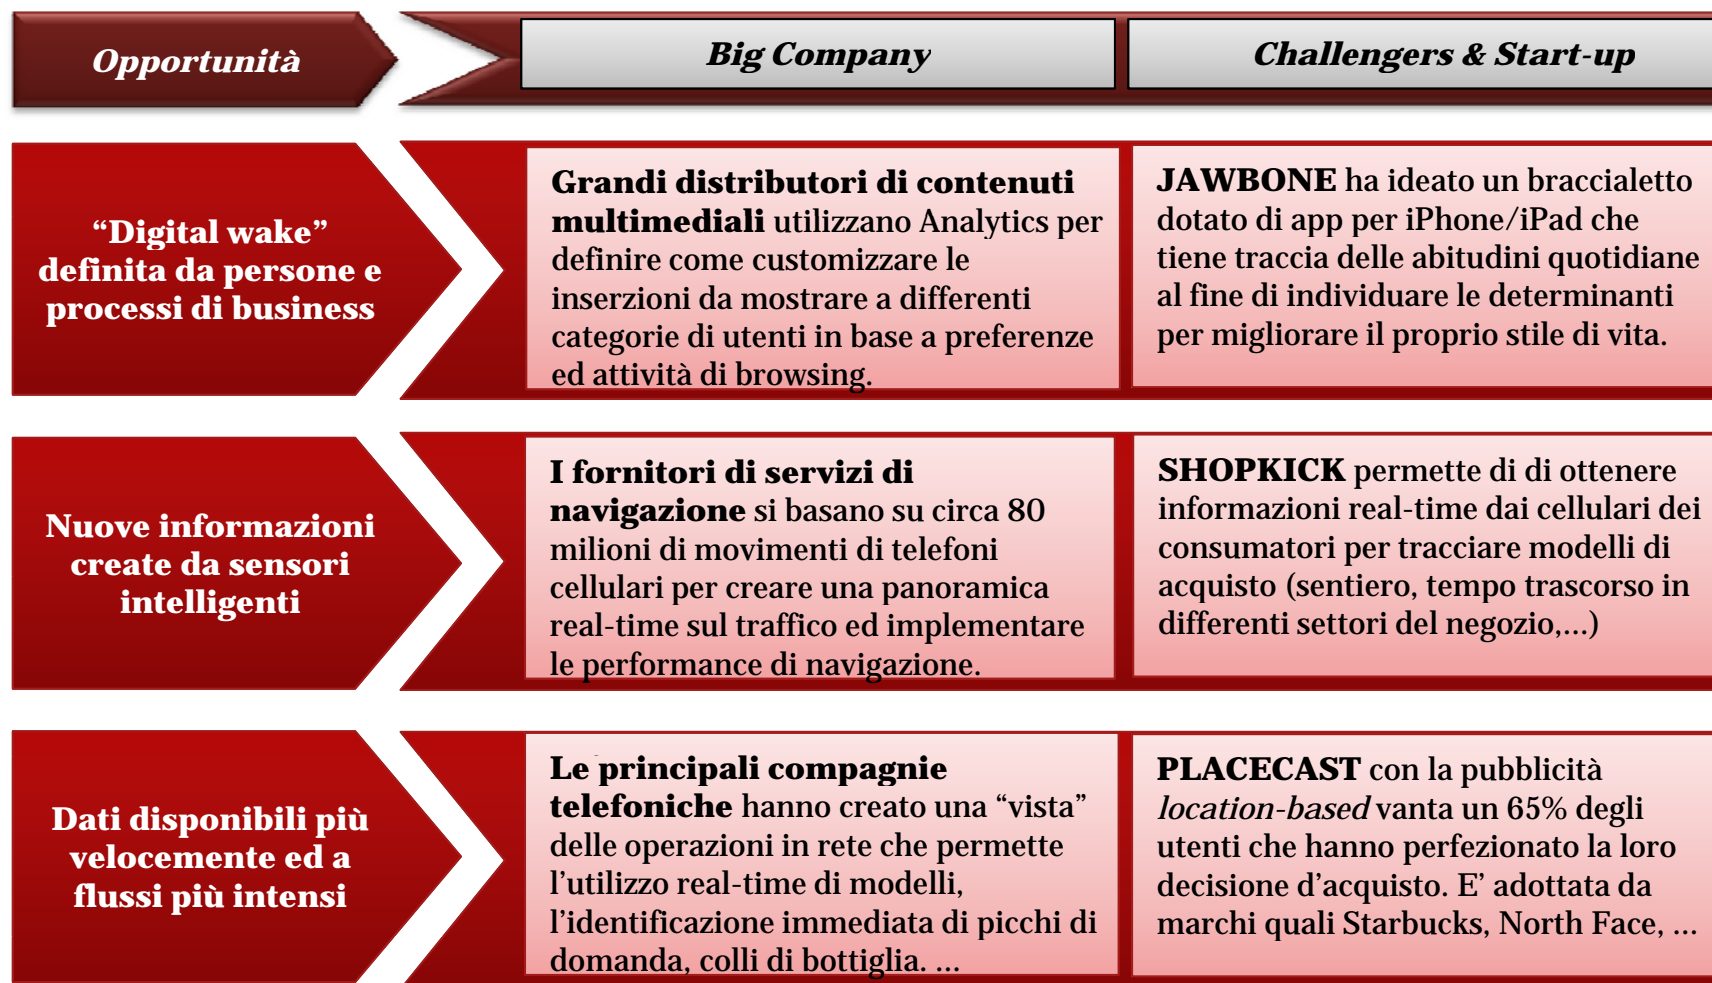 Opportunità
Big Company
Challengers & Start-up
“Digital wake”
definita da persone e
processi di business
Grandi distributori di contenuti
multimediali utilizzano Analytics per
definire come customizzare le
inserzioni da mostrare a differenti
categorie di utenti in base a preferenze
ed attività di browsing.
JAWBONE ha ideato un braccialetto
dotato di app per iPhone/iPad che
tiene traccia delle abitudini quotidiane
al fine di individuare le determinanti
per migliorare il proprio stile di vita.
Nuove informazioni
create da sensori
intelligenti
I fornitori di servizi di
navigazione si basano su circa 80
milioni di movimenti di telefoni
cellulari per creare una panoramica
real-time sul traffico ed implementare
le performance di navigazione.
SHOPKICK permette di di ottenere
informazioni real-time dai cellulari dei
consumatori per tracciare modelli di
acquisto (sentiero, tempo trascorso in
differenti settori del negozio,...)
Dati disponibili più
velocemente ed a
flussi più intensi
Le principali compagnie
telefoniche hanno creato una “vista”
delle operazioni in rete che permette
l’utilizzo real-time di modelli,
l’identificazione immediata di picchi di
domanda, colli di bottiglia. ...
PLACECAST con la pubblicità
location-based vanta un 65% degli
utenti che hanno perfezionato la loro
decisione d’acquisto. E’ adottata da
marchi quali Starbucks, North Face, ...